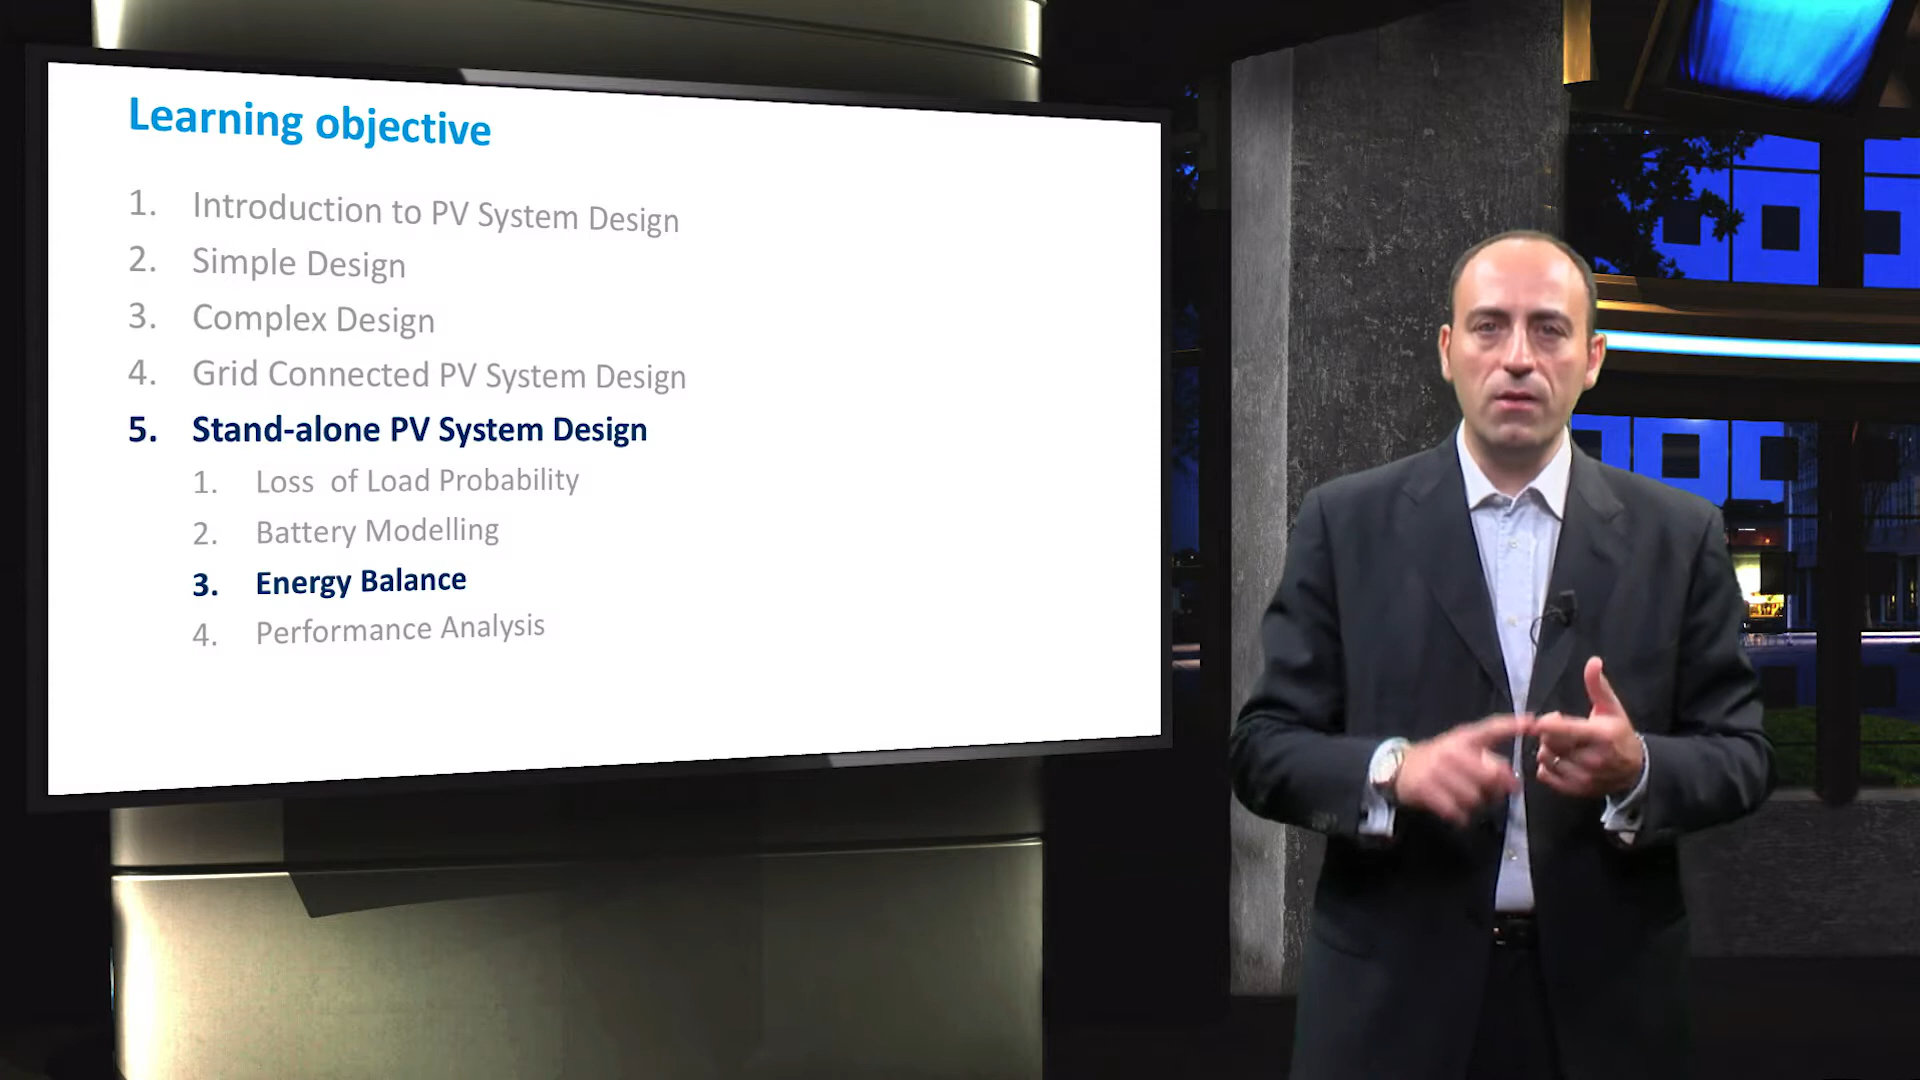 Learning objective
1. Introduction to PV System Design
2. Simple Design
3. Complex Design
4. Grid Connected PV System Design
5. Stand-alone PV System Design
1. Loss of Load Probability
2. Battery Modelling
3. Energy Balance
4. Performance Analysis